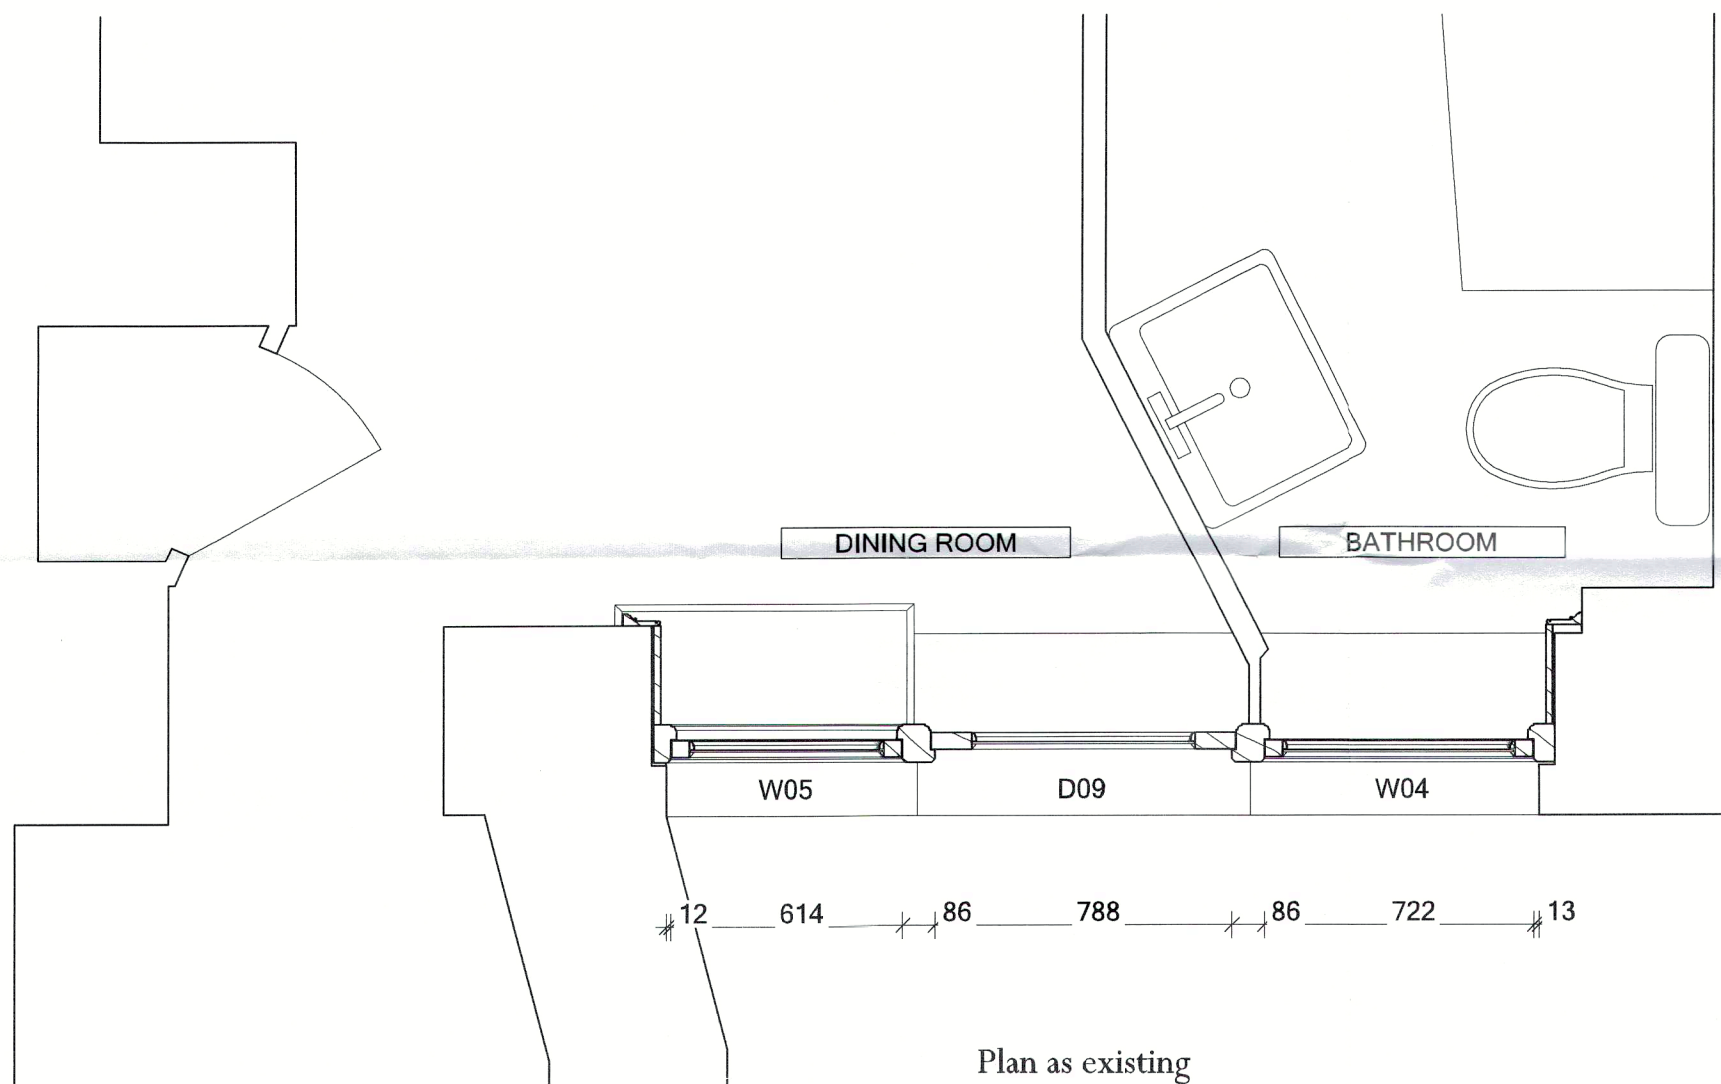 DINING ROOM
BATHROOM
W05
D09
W04
12 614 86 788 86 722 13
Plan as existing